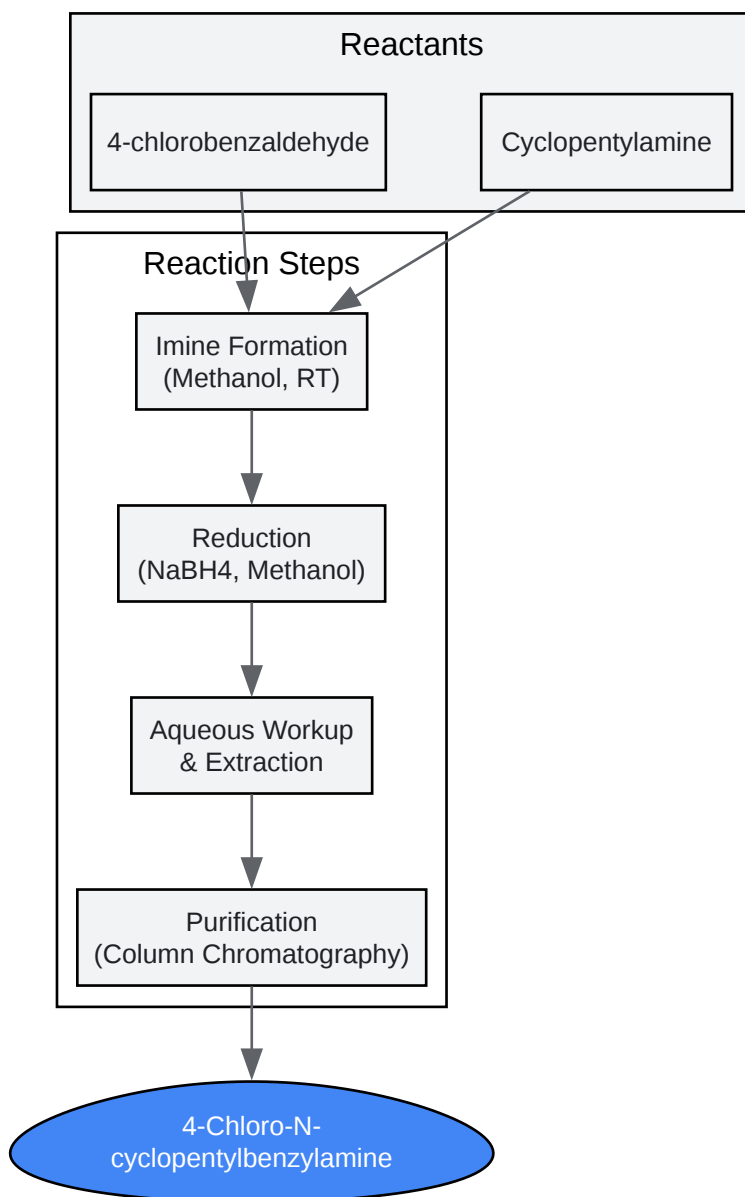 Reactants
4-chlorobenzaldehyde
Cyclopentylamine
Reaction Steps
Imine Formation
(Methanol, RT)
Reduction
(NaBH4, Methanol)
Aqueous Workup
& Extraction
Purification
(Column Chromatography)
4-Chloro-N-
cyclopentylbenzylamine